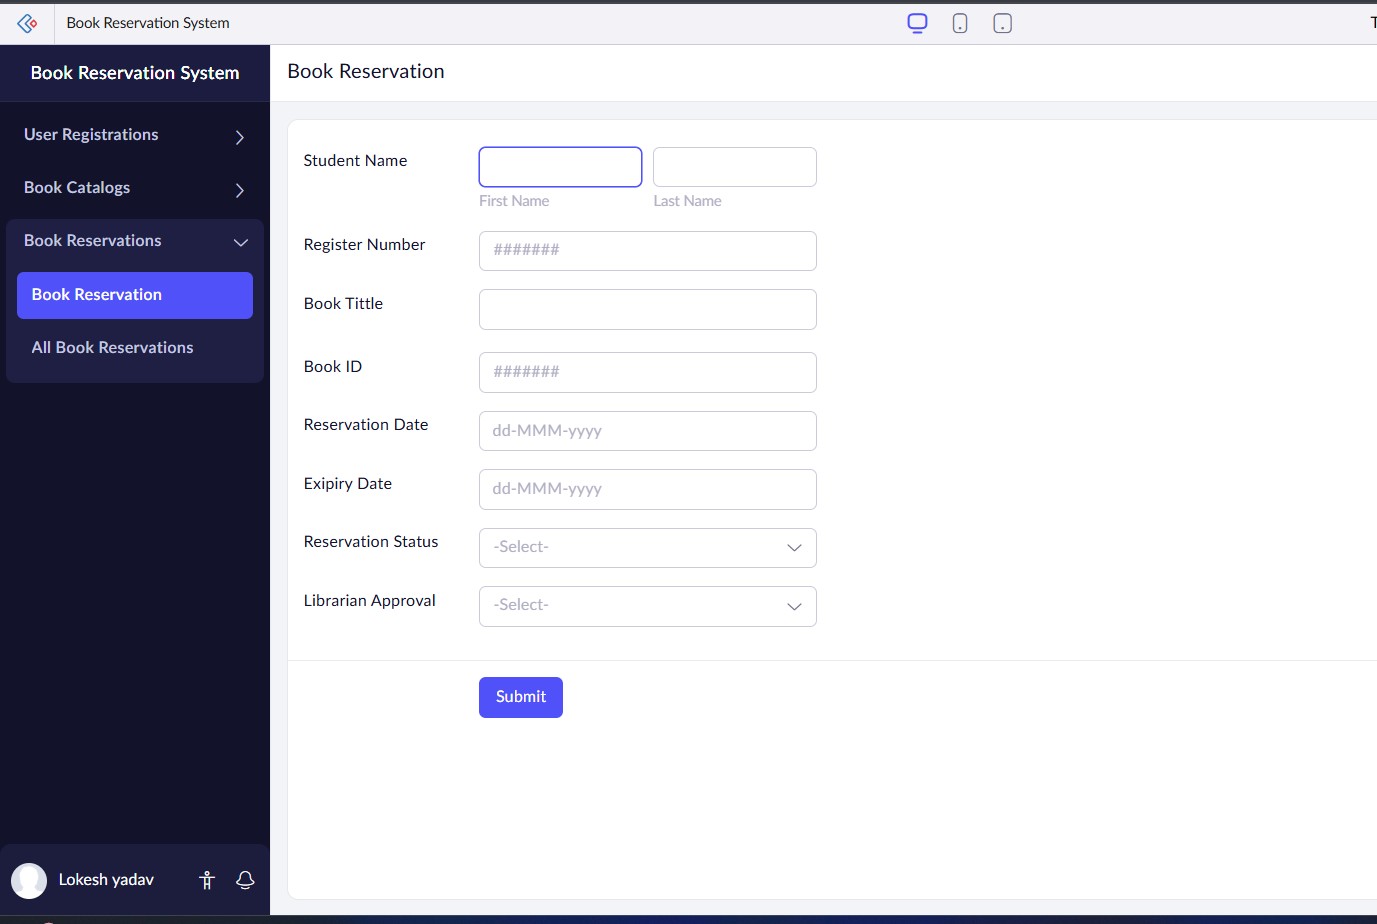 Book Reservation System
T
Book Reservation System
User Registrations
Book Catalogs
Book Reservations
Book Reservation
All Book Reservations
Lokesh yadav
Book Reservation
Student Name
First Name Last Name
Register Number #######
Book Tittle
Book ID #######
Reservation Date dd-MMM-yyyy
Exipiry Date dd-MMM-yyyy
Reservation Status -Select-
Librarian Approval -Select-
Submit